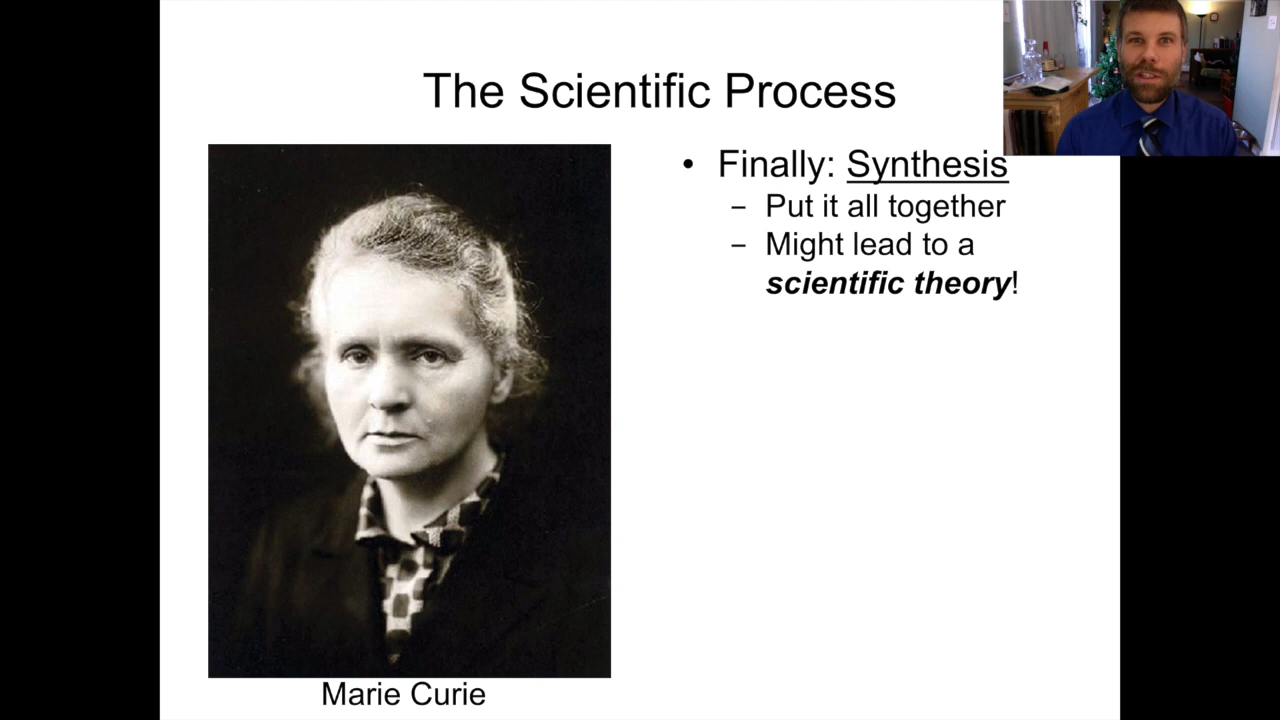 The Scientific Process
• Finally: Synthesis
– Put it all together
– Might lead to a
scientific theory!
Marie Curie